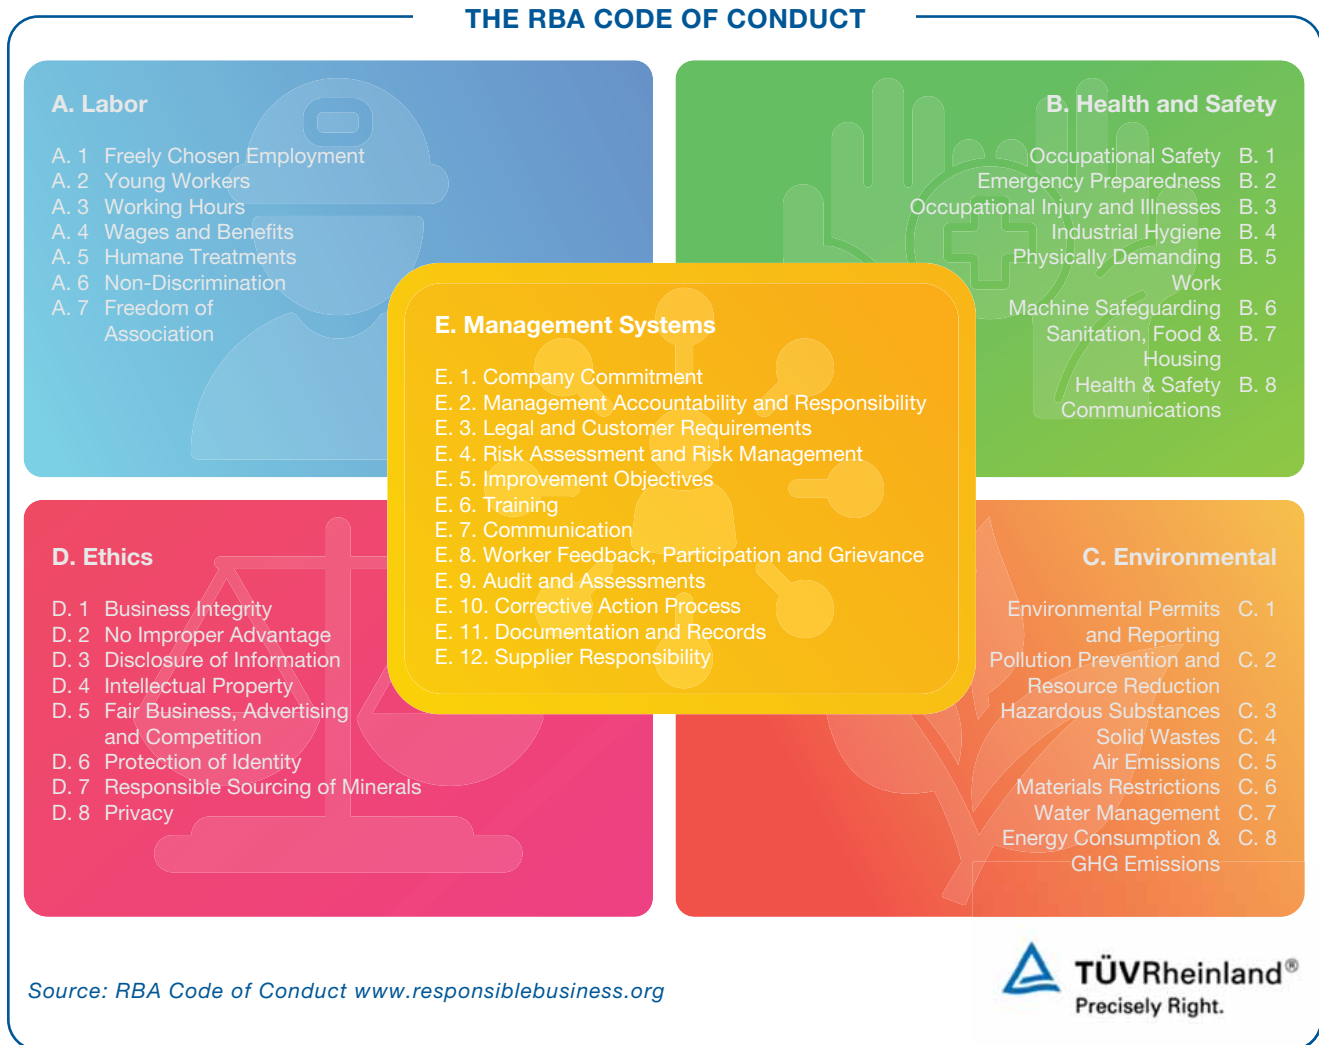 THE RBA CODE OF CONDUCT
A. Labor
A. 1 Freely Chosen Employment
A. 2 Young Workers
A. 3 Working Hours
A. 4 Wages and Benefits
A. 5 Humane Treatments
A. 6 Non-Discrimination
A. 7 Freedom of
Association
B. Health and Safety
Occupational Safety B. 1
Emergency Preparedness B. 2
Occupational Injury and Illnesses B. 3
Industrial Hygiene B. 4
Physically Demanding B. 5
Work
Machine Safeguarding B. 6
Sanitation, Food & B. 7
Housing
Health & Safety B. 8
Communications
E. Management Systems
E. 1. Company Commitment
E. 2. Management Accountability and Responsibility
E. 3. Legal and Customer Requirements
E. 4. Risk Assessment and Risk Management
E. 5. Improvement Objectives
E. 6. Training
E. 7. Communication
E. 8. Worker Feedback, Participation and Grievance
E. 9. Audit and Assessments
E. 10. Corrective Action Process
E. 11. Documentation and Records
E. 12. Supplier Responsibility
D. Ethics
D. 1 Business Integrity
D. 2 No Improper Advantage
D. 3 Disclosure of Information
D. 4 Intellectual Property
D. 5 Fair Business, Advertising
and Competition
D. 6 Protection of Identity
D. 7 Responsible Sourcing of Minerals
D. 8 Privacy
C. Environmental
Environmental Permits C. 1
and Reporting
Pollution Prevention and C. 2
Resource Reduction
Hazardous Substances C. 3
Solid Wastes C. 4
Air Emissions C. 5
Materials Restrictions C. 6
Water Management C. 7
Energy Consumption & C. 8
GHG Emissions
Source: RBA Code of Conduct www.responsiblebusiness.org
TÜVRheinland®
Precisely Right.